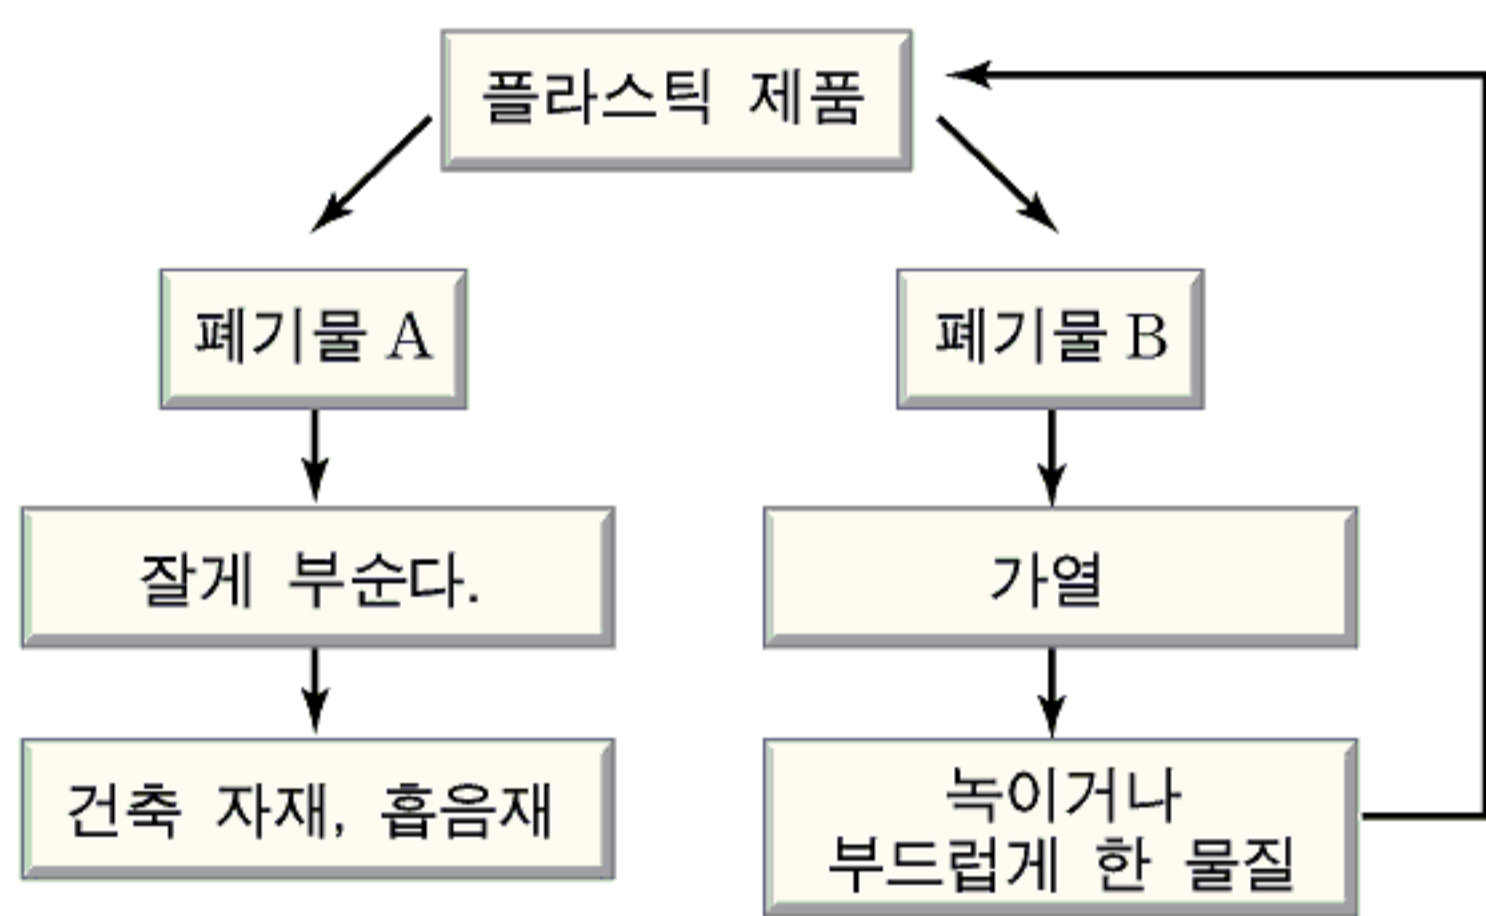 플라스틱 제품
폐기물 A
폐기물 B
잘게 부순다.
가열
건축 자재, 흡음재
녹이거나
부드럽게 한 물질